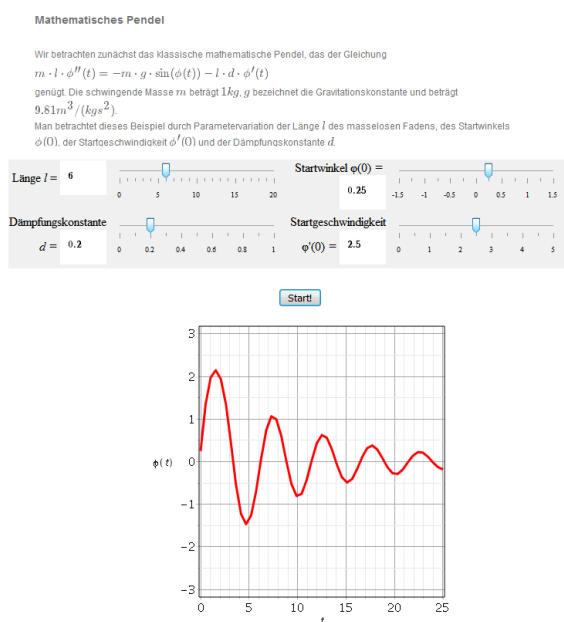 Mathematisches Pendel
Wir betrachten zunächst das klassische mathematische Pendel, das der Gleichung
m · l · ϕ′′(t) = −m · g · sin(ϕ(t)) − l · d · ϕ′(t)
genügt. Die schwingende Masse m beträgt 1kg, g bezeichnet die Gravitationskonstante und beträgt
9.81m³/(kgs²).
Man betrachtet dieses Beispiel durch Parametervariation der Länge l des masselosen Fadens, des Startwinkels
ϕ(0), der Startgeschwindigkeit ϕ′(0) und der Dämpfungskonstante d.
Länge l = 6
0 5 10 15 20
Startwinkel φ(0) =
0.25
-1.5 -1 -0.5 0 0.5 1 1.5
Dämpfungskonstante
d = 0.2
0 0.2 0.4 0.6 0.8 1
Startgeschwindigkeit
φ'(0) = 2.5
0 1 2 3 4 5
Start!
3
2
1
ϕ(t) 0
−1
−2
−3
0 5 10 15 20 25
t